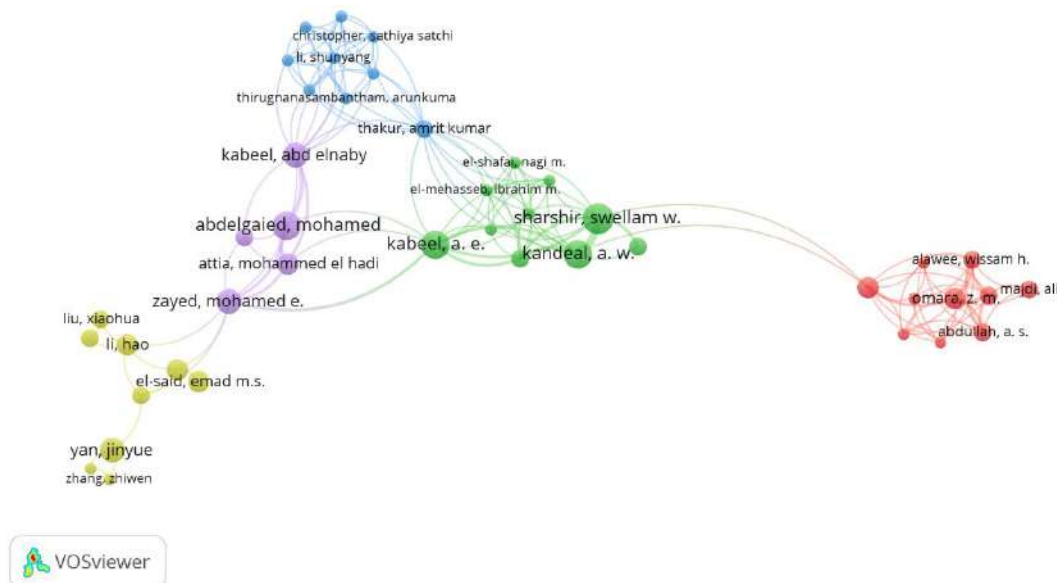 christopher, sathiya satchi
li, shunyang
thirugnanasambantham, arunkuma
thakur, amrit kumar
kabeel, abd elnaby
el-shafai, nagi m.
el-mehasseb, ibrahim m.
sharshir, swellam w.
abdelgaied, mohamed
kabeel, a. e.
kandeal, a. w.
attia, mohammed el hadi
alawee, wissam h.
omara, z. m.
majdi, ali
abdullah, a. s.
zayed, mohamed e.
liu, xiaohua
li, hao
el-said, emad m.s.
yan, jinyue
zhang, zhiwen
VOSviewer